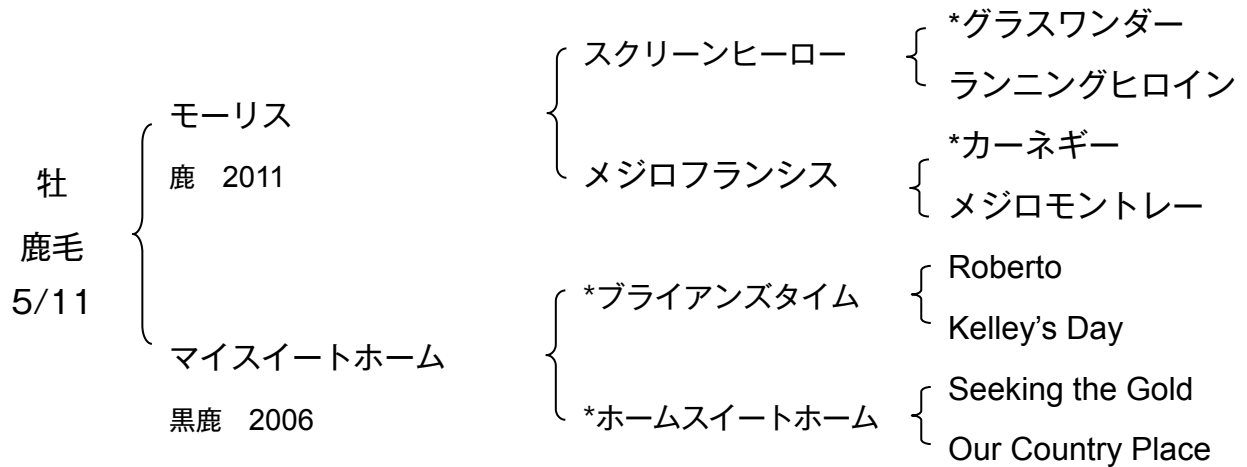 牡
鹿毛
5/11
モーリス
鹿 2011
マイスイートホーム
黒鹿 2006
スクリーンヒーロー
メジロフランシス
*ブライアンズタイム
*ホームスイートホーム
*グラスワンダー
ランニングヒロイン
*カーネギー
メジロモントレー
Roberto
Kelley’s Day
Seeking the Gold
Our Country Place